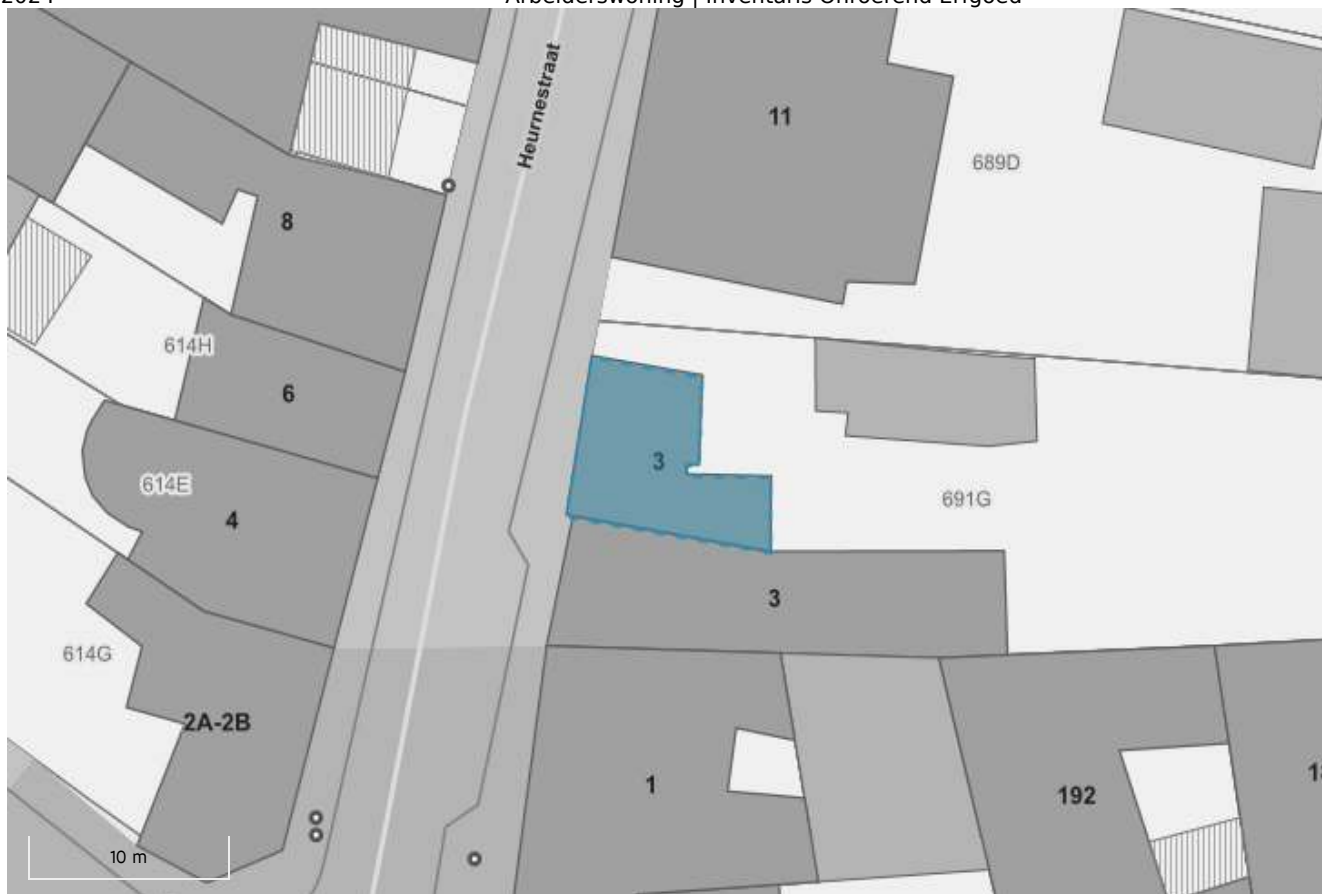 Arbeiderswoning | Inventaris Onroerend Erfgoed
Heurnestraat
11
689D
8
614H
6
3
614E
4
691G
3
614G
2A-2B
1
192
10 m